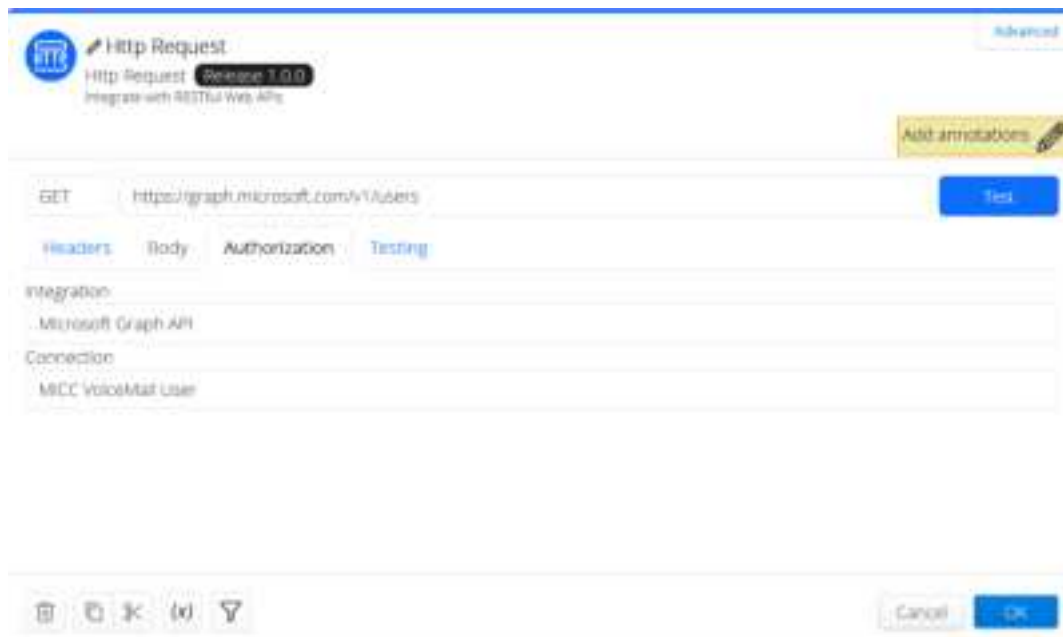 Advanced
HTTP
Http Request
Http Request Release 1.0.0
Integrate with RESTful Web APIs
Add annotations
GET https://graph.microsoft.com/v1/users Test
Headers Body Authorization Testing
Integration
Microsoft Graph API
Connection
MICC VoiceMail User
{x}
Cancel OK